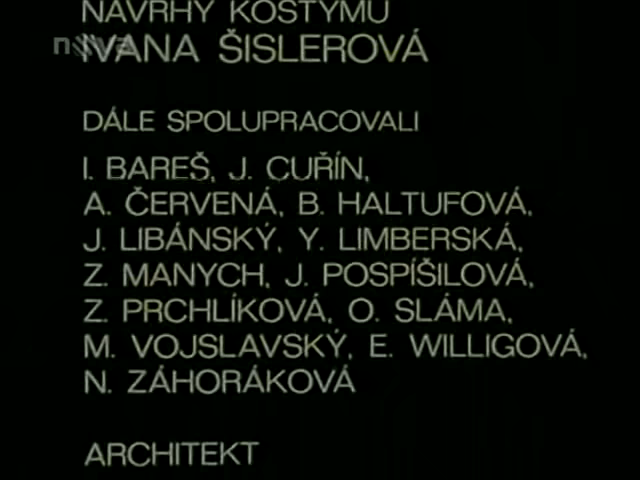 NÁVRHY KOSTÝMŮ
nova
IVANA ŠISLEROVÁ
DÁLE SPOLUPRACOVALI
I. BAREŠ, J. CUŘÍN,
A. ČERVENÁ, B. HALTUFOVÁ,
J. LIBÁNSKÝ, Y. LIMBERSKÁ,
Z. MANYCH, J. POSPÍŠILOVÁ,
Z. PRCHLÍKOVÁ, O. SLÁMA,
M. VOJSLAVSKÝ, E. WILLIGOVÁ,
N. ZÁHORÁKOVÁ
ARCHITEKT